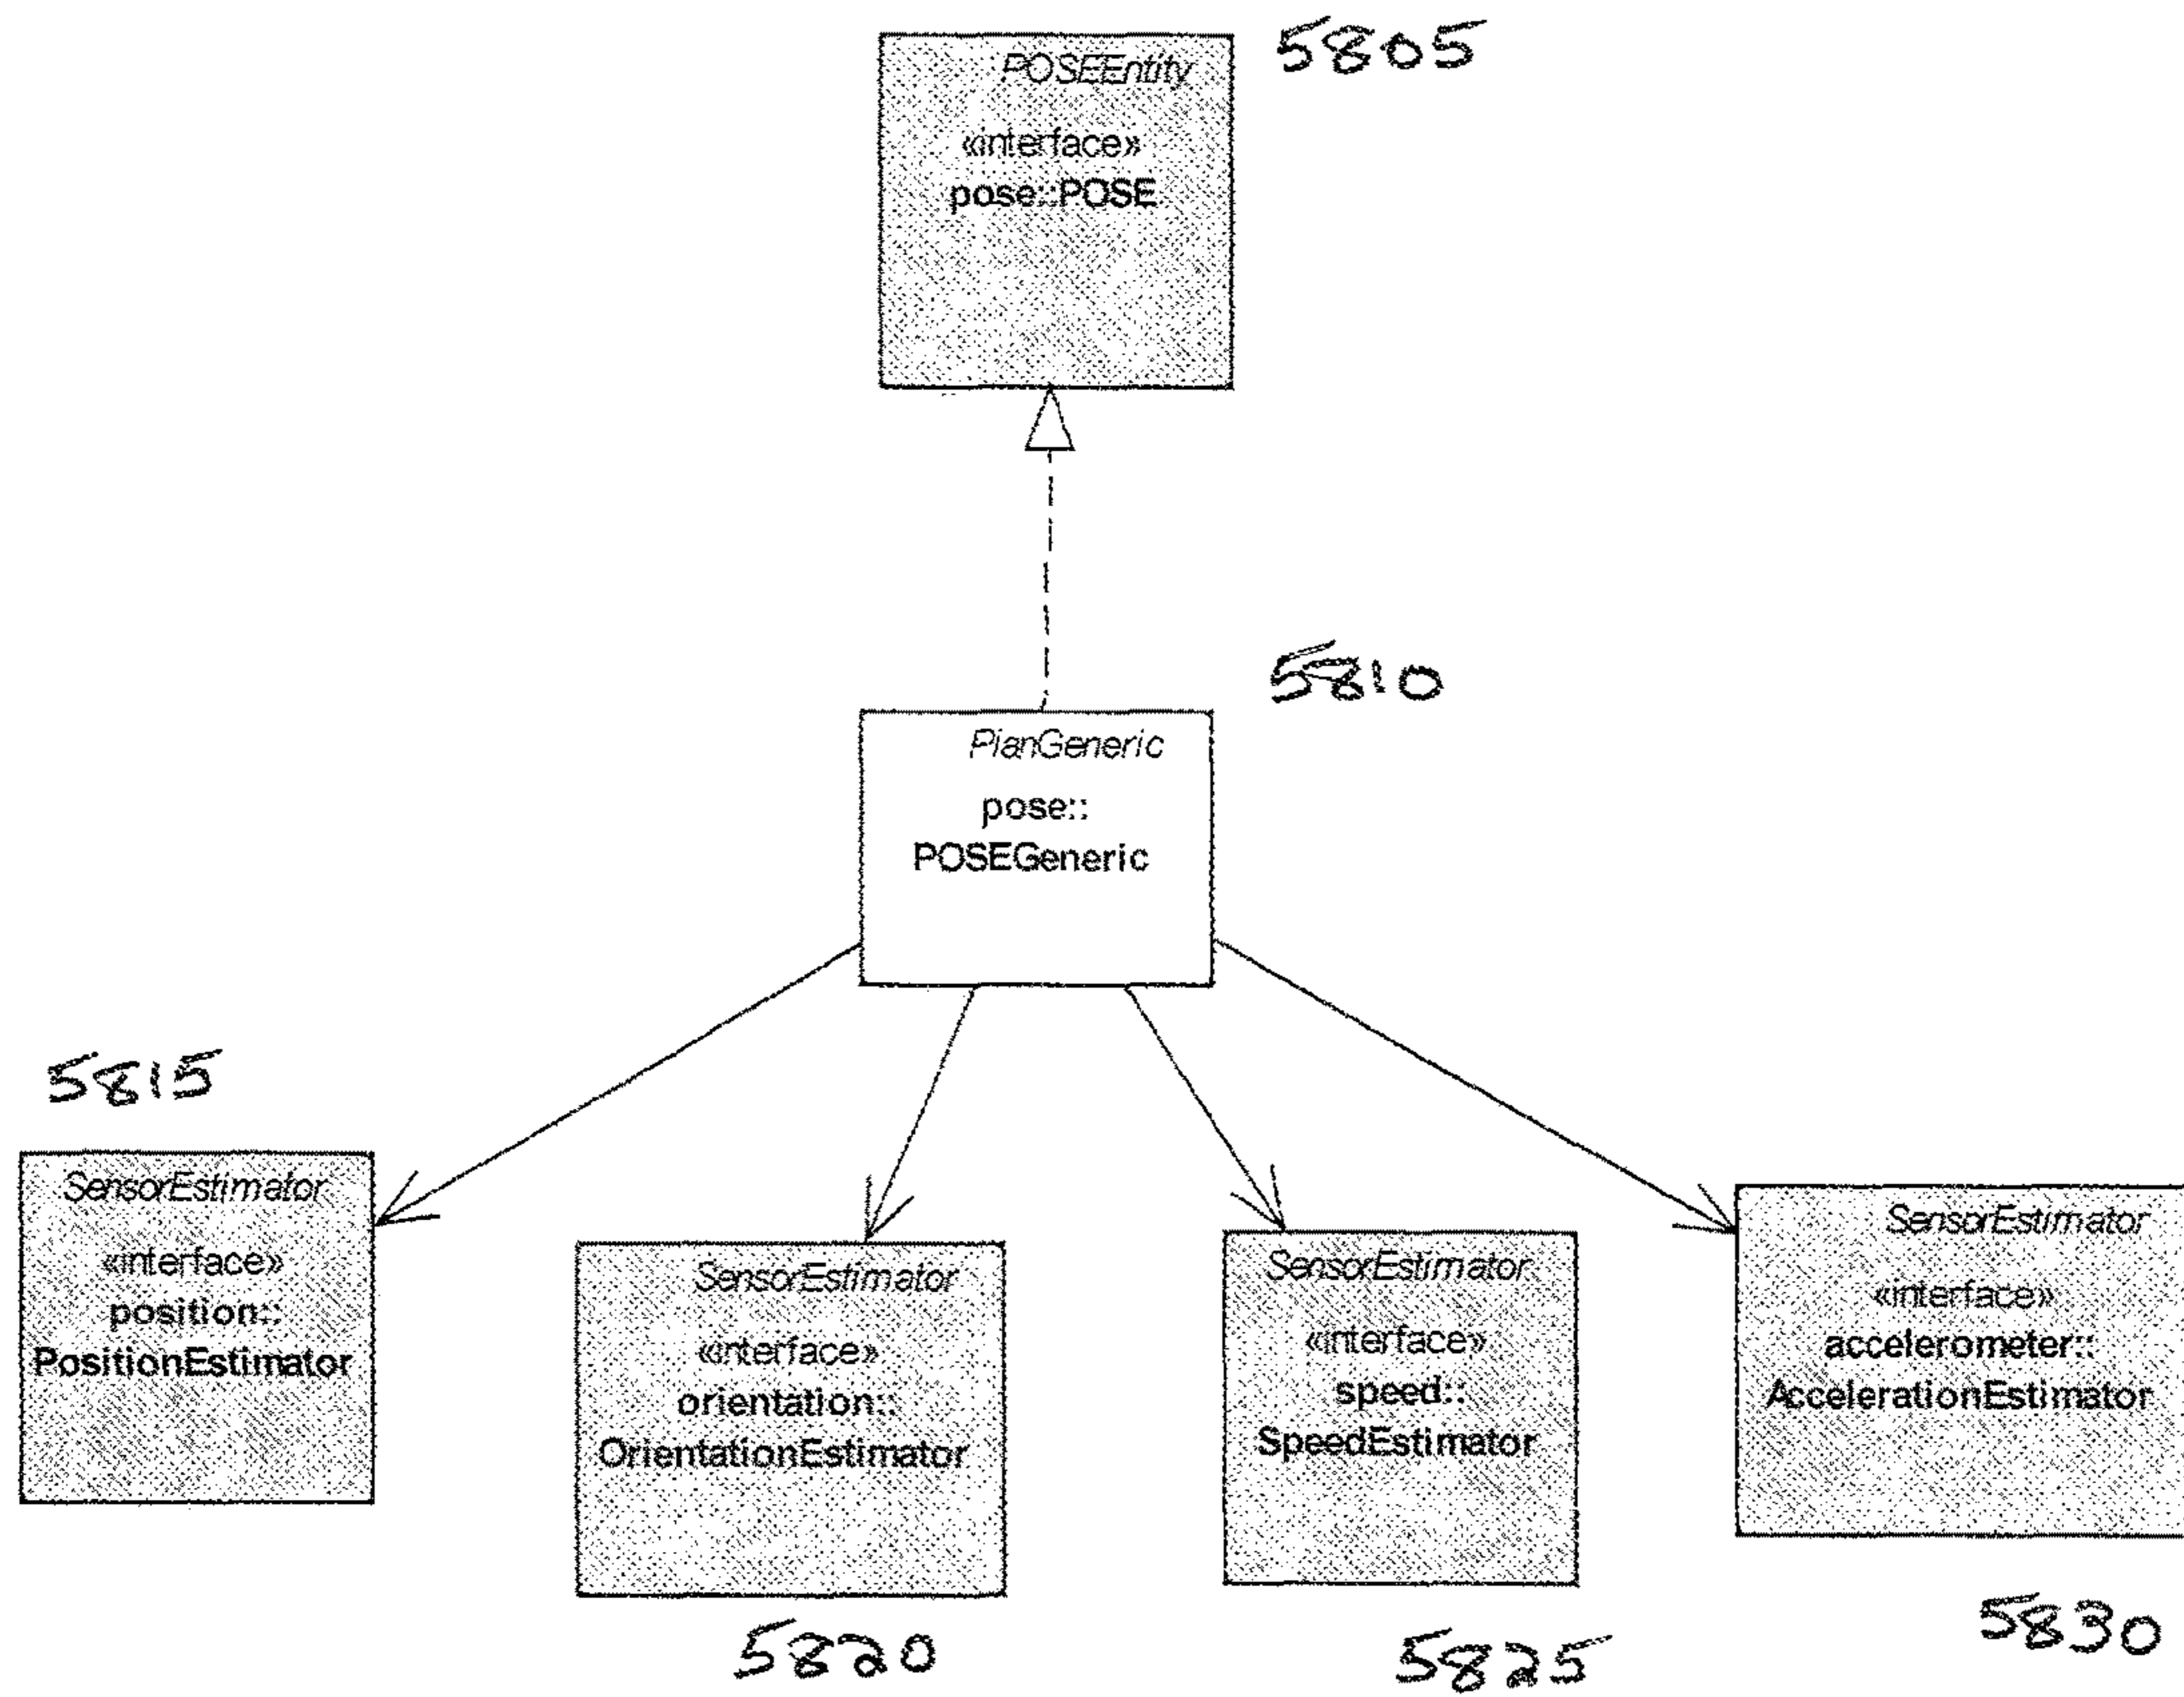 5805
POSEEntity
«interface»
pose::POSE
5810
PlanGeneric
pose::
POSEGeneric
5815
SensorEstimator
«interface»
position::
PositionEstimator
SensorEstimator
«interface»
orientation::
OrientationEstimator
5820
SensorEstimator
«interface»
speed::
SpeedEstimator
5825
SensorEstimator
«interface»
accelerometer::
AccelerationEstimator
5830